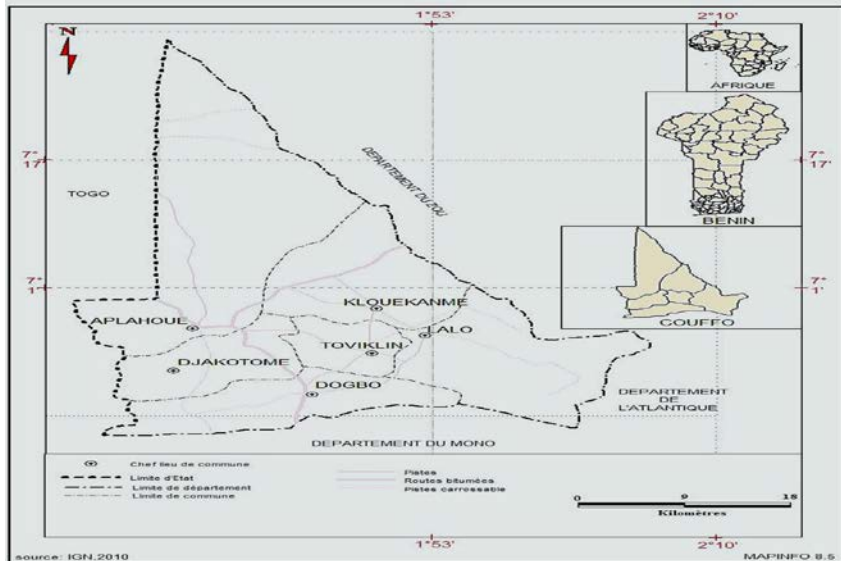 1°53' 2°10'
N
AFRIQUE
7° 17'
7° 17'
DEPARTEMENT DU ZOU
TOGO
BENIN
7° 1'
7° 1'
KLOUEKANME
COUFFO
APLAHOUE
LALO
TOVIKLIN
DJAKOTOME
DOGBO
DEPARTEMENT
DE
L'ATLANTIQUE
DEPARTEMENT DU MONO
Chef lieu de commune
Limite d'Etat
Limite de département
Limite de commune
Pistes
Routes bitumées
Pistes carrossable
0 9 18
Kilomètres
1°53' 2°10'
source: IGN.2010
MAPINFO 8.5